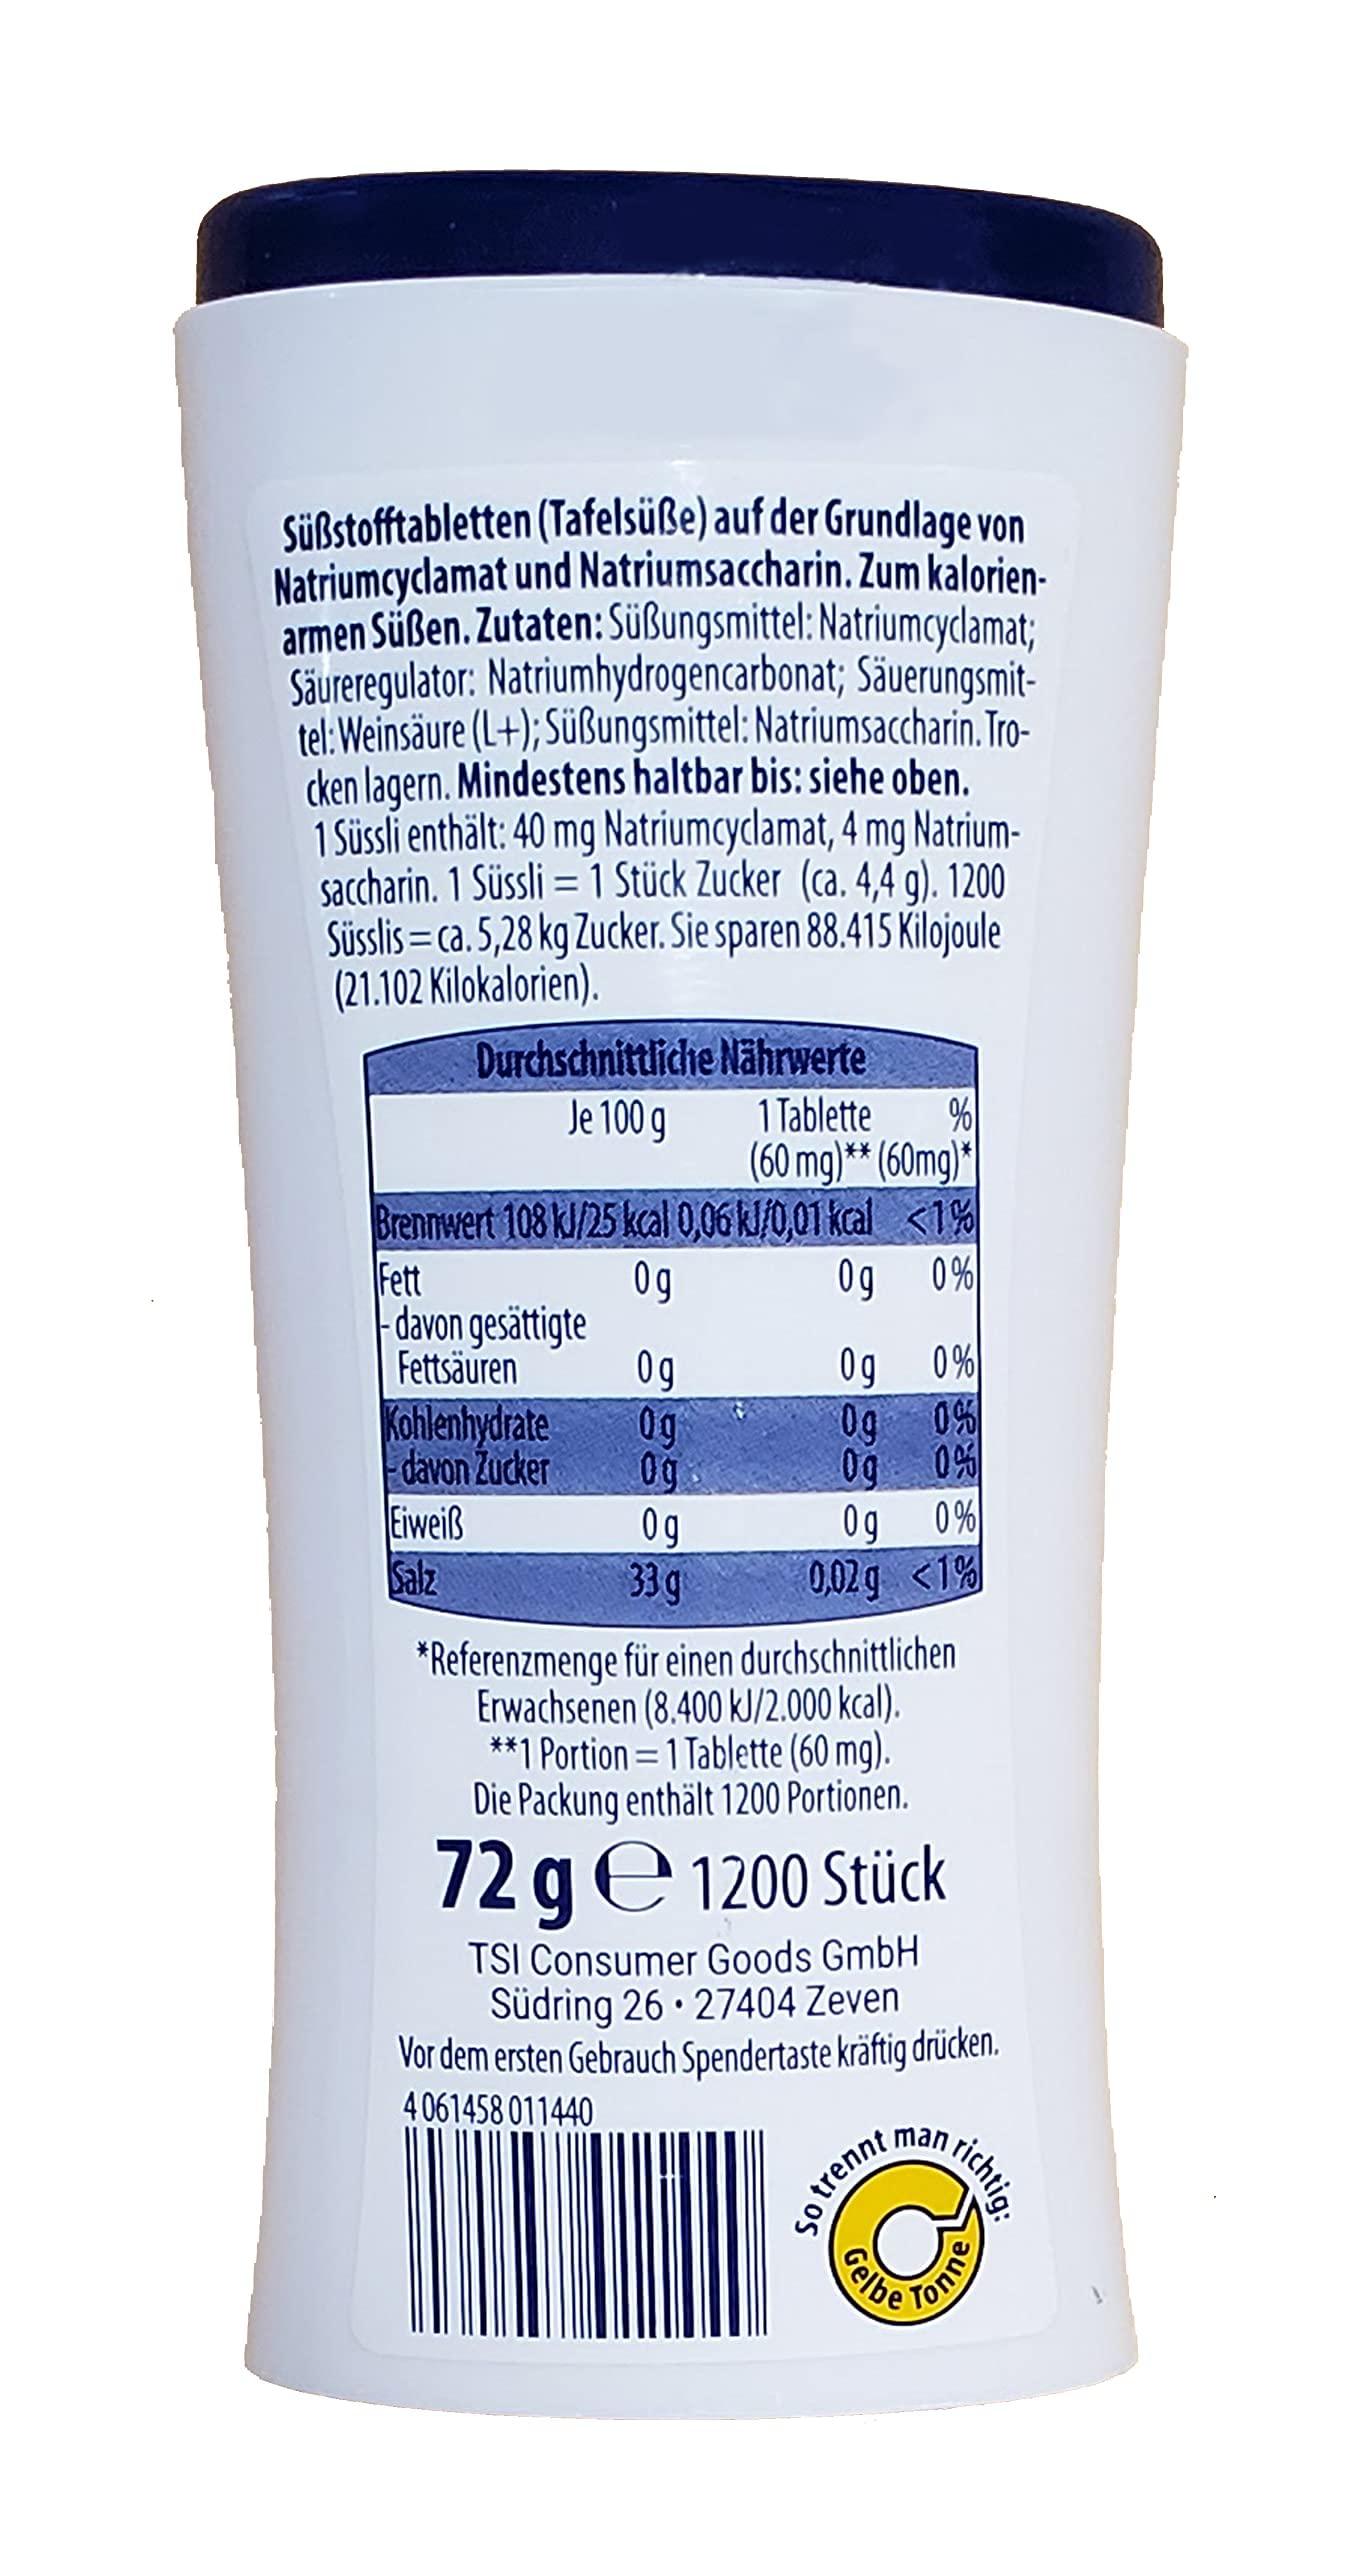 Süßstofftabletten (Tafelsüße) auf der Grundlage von
Natriumcyclamat und Natriumsaccharin. Zum kalorien-
armen Süßen. Zutaten: Süßungsmittel: Natriumcyclamat;
Säureregulator: Natriumhydrogencarbonat; Säuerungsmit-
tel: Weinsäure (L+); Süßungsmittel: Natriumsaccharin. Tro-
cken lagern. Mindestens haltbar bis: siehe oben.
1 Süssli enthält: 40 mg Natriumcyclamat, 4 mg Natrium-
saccharin. 1 Süssli = 1 Stück Zucker (ca. 4,4 g). 1200
Süsslis = ca. 5,28 kg Zucker. Sie sparen 88.415 Kilojoule
(21.102 Kilokalorien).
Durchschnittliche Nährwerte
Je 100 g 1 Tablette %
(60 mg)** (60mg)*
Brennwert 108 kJ/25 kcal 0,06 kJ/0,01 kcal <1%
Fett 0 g 0 g 0%
- davon gesättigte
Fettsäuren 0 g 0 g 0%
Kohlenhydrate 0 g 0 g 0%
- davon Zucker 0 g 0 g 0%
Eiweiß 0 g 0 g 0%
Salz 33 g 0,02 g <1%
*Referenzmenge für einen durchschnittlichen
Erwachsenen (8.400 kJ/2.000 kcal).
**1 Portion = 1 Tablette (60 mg).
Die Packung enthält 1200 Portionen.
72 g ℮ 1200 Stück
TSI Consumer Goods GmbH
Südring 26 • 27404 Zeven
Vor dem ersten Gebrauch Spendertaste kräftig drücken.
4 061458 011440
So trennt man richtig:
Gelbe Tonne